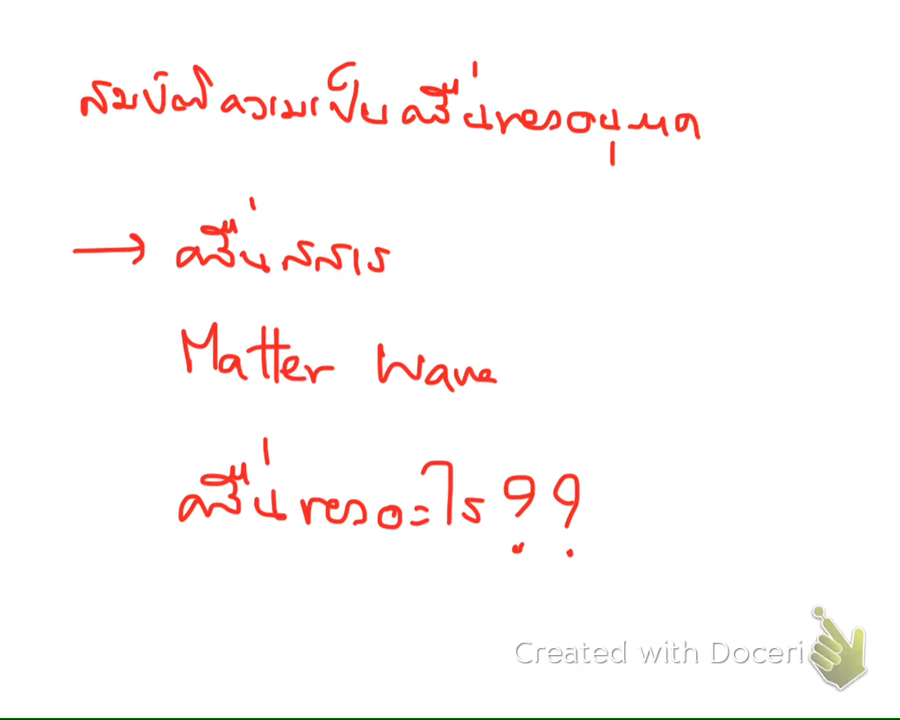 สมบัติความเป็นคลื่นของอนุภาค
→ คลื่นสสาร
Matter Wave
คลื่นของอะไร??
Created with Doceri